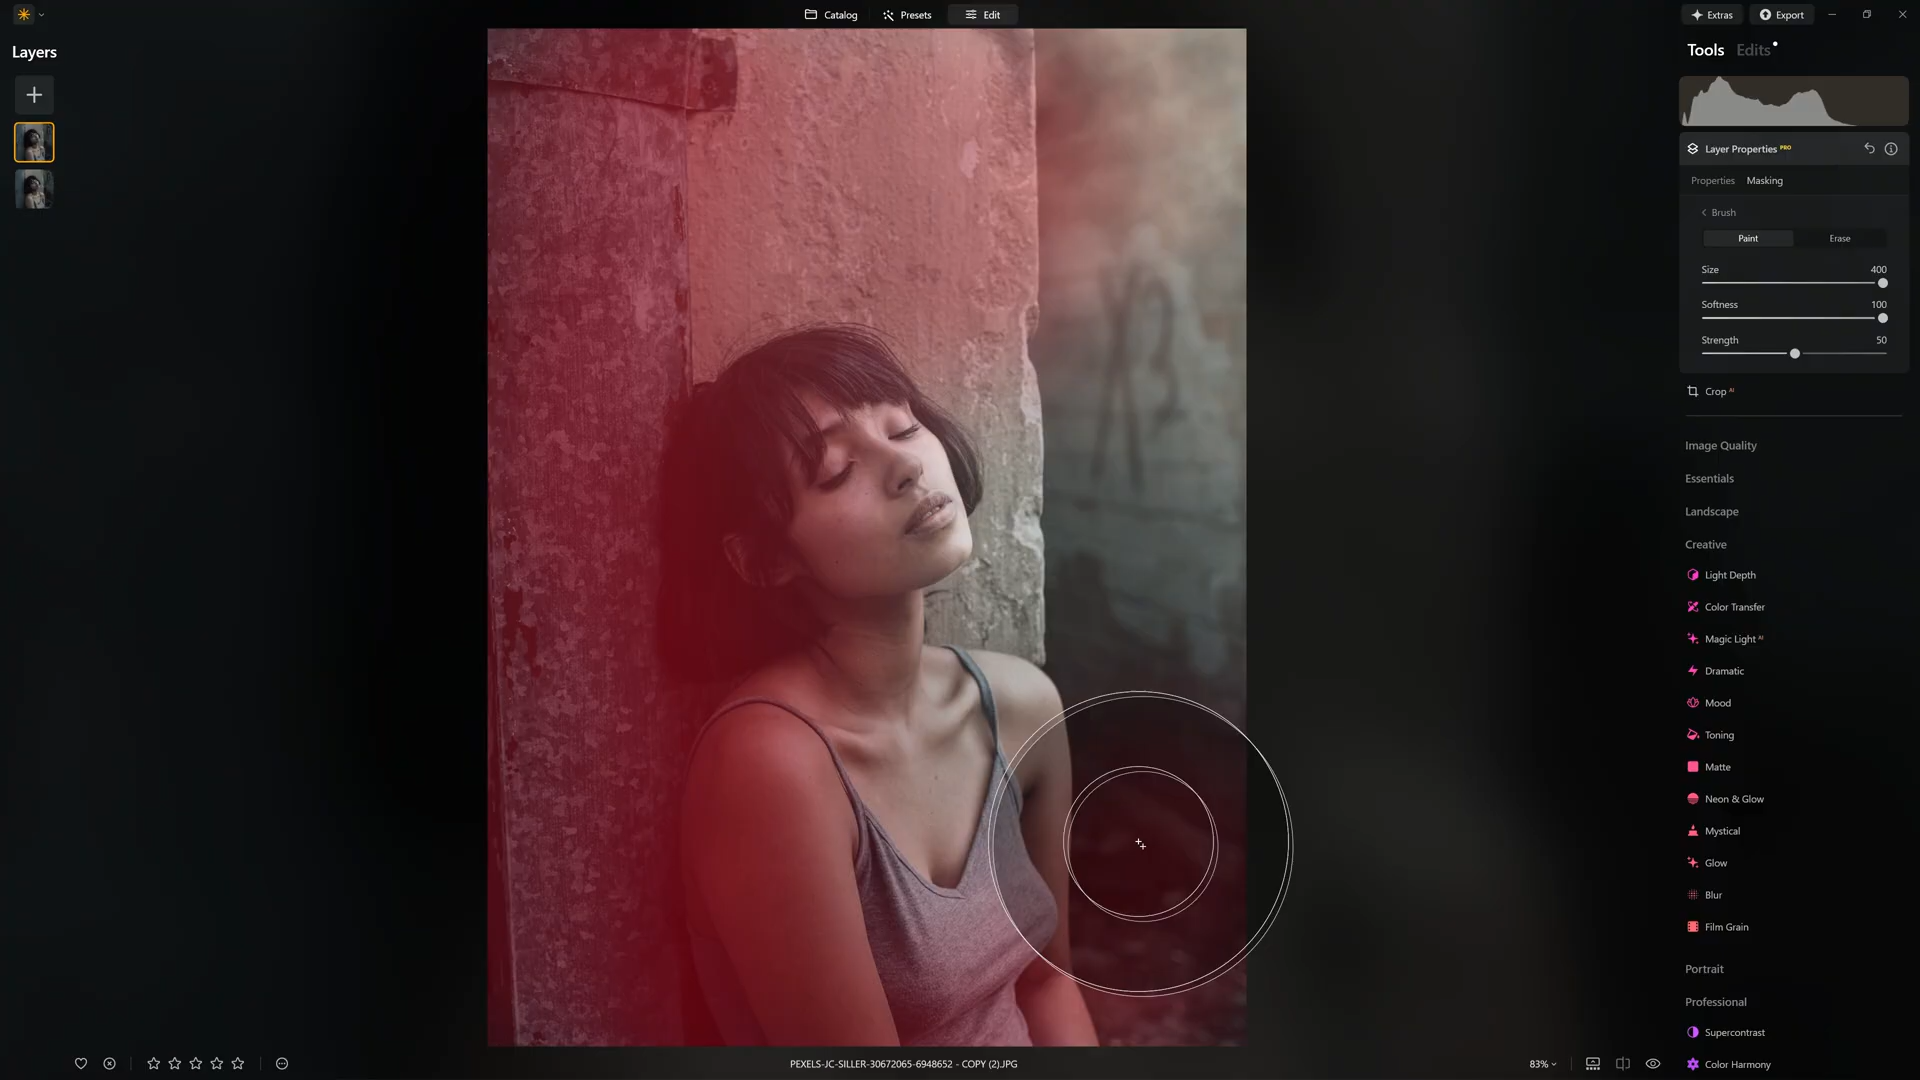 Catalog
Presets
Edit
Extras
Export
Layers
Tools
Edits
Layer Properties PRO
Properties
Masking
Brush
Paint
Erase
Size
400
Softness
100
Strength
50
Crop AI
Image Quality
Essentials
Landscape
Creative
Light Depth
Color Transfer
Magic Light AI
Dramatic
Mood
Toning
Matte
Neon & Glow
Mystical
Glow
Blur
Film Grain
Portrait
Professional
Supercontrast
Color Harmony
PEXELS-JC-SILLER-30672065-6948652 - COPY (2).JPG
83%